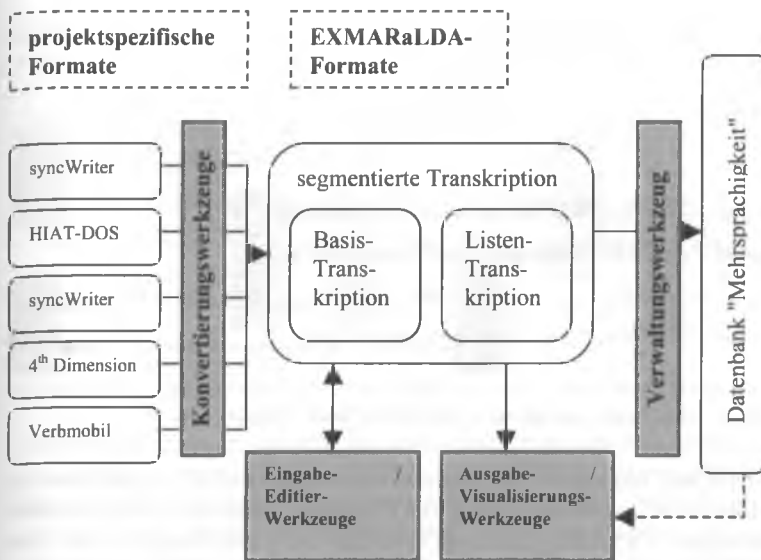 projektspezifische
Formate
EXMARaLDA-
Formate
syncWriter
HIAT-DOS
syncWriter
4th Dimension
Verbmobil
Konvertierungswerkzeuge
segmentierte Transkription
Basis-
Trans-
kription
Listen-
Trans-
kription
Verwaltungswerkzeug
Datenbank "Mehrsprachigkeit"
Eingabe- /
Editier-
Werkzeuge
Ausgabe- /
Visualisierungs-
Werkzeuge